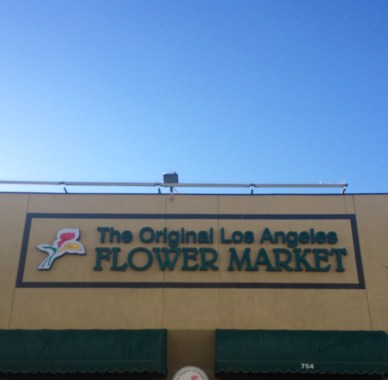 The Original Los Angeles
FLOWER MARKET
754